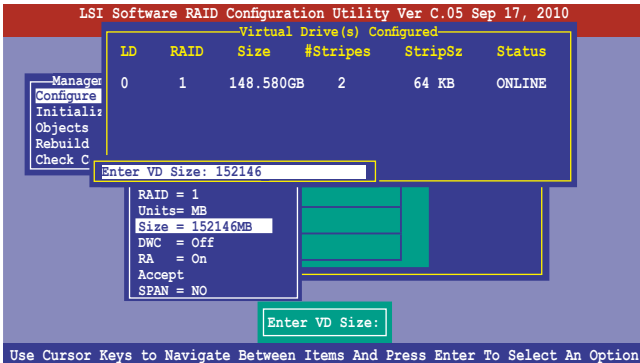 LSI Software RAID Configuration Utility Ver C.05 Sep 17, 2010
Virtual Drive(s) Configured
LD RAID Size #Stripes StripSz Status
0 1 148.580GB 2 64 KB ONLINE
Configure
Objects
Rebuild
Enter VD Size: 152146
RAID = 1
Units= MB
Size = 152146MB
DWC = Off
RA = On
Accept
SPAN = NO
Enter VD Size:
Use Cursor Keys to Navigate Between Items And Press Enter To Select An Option